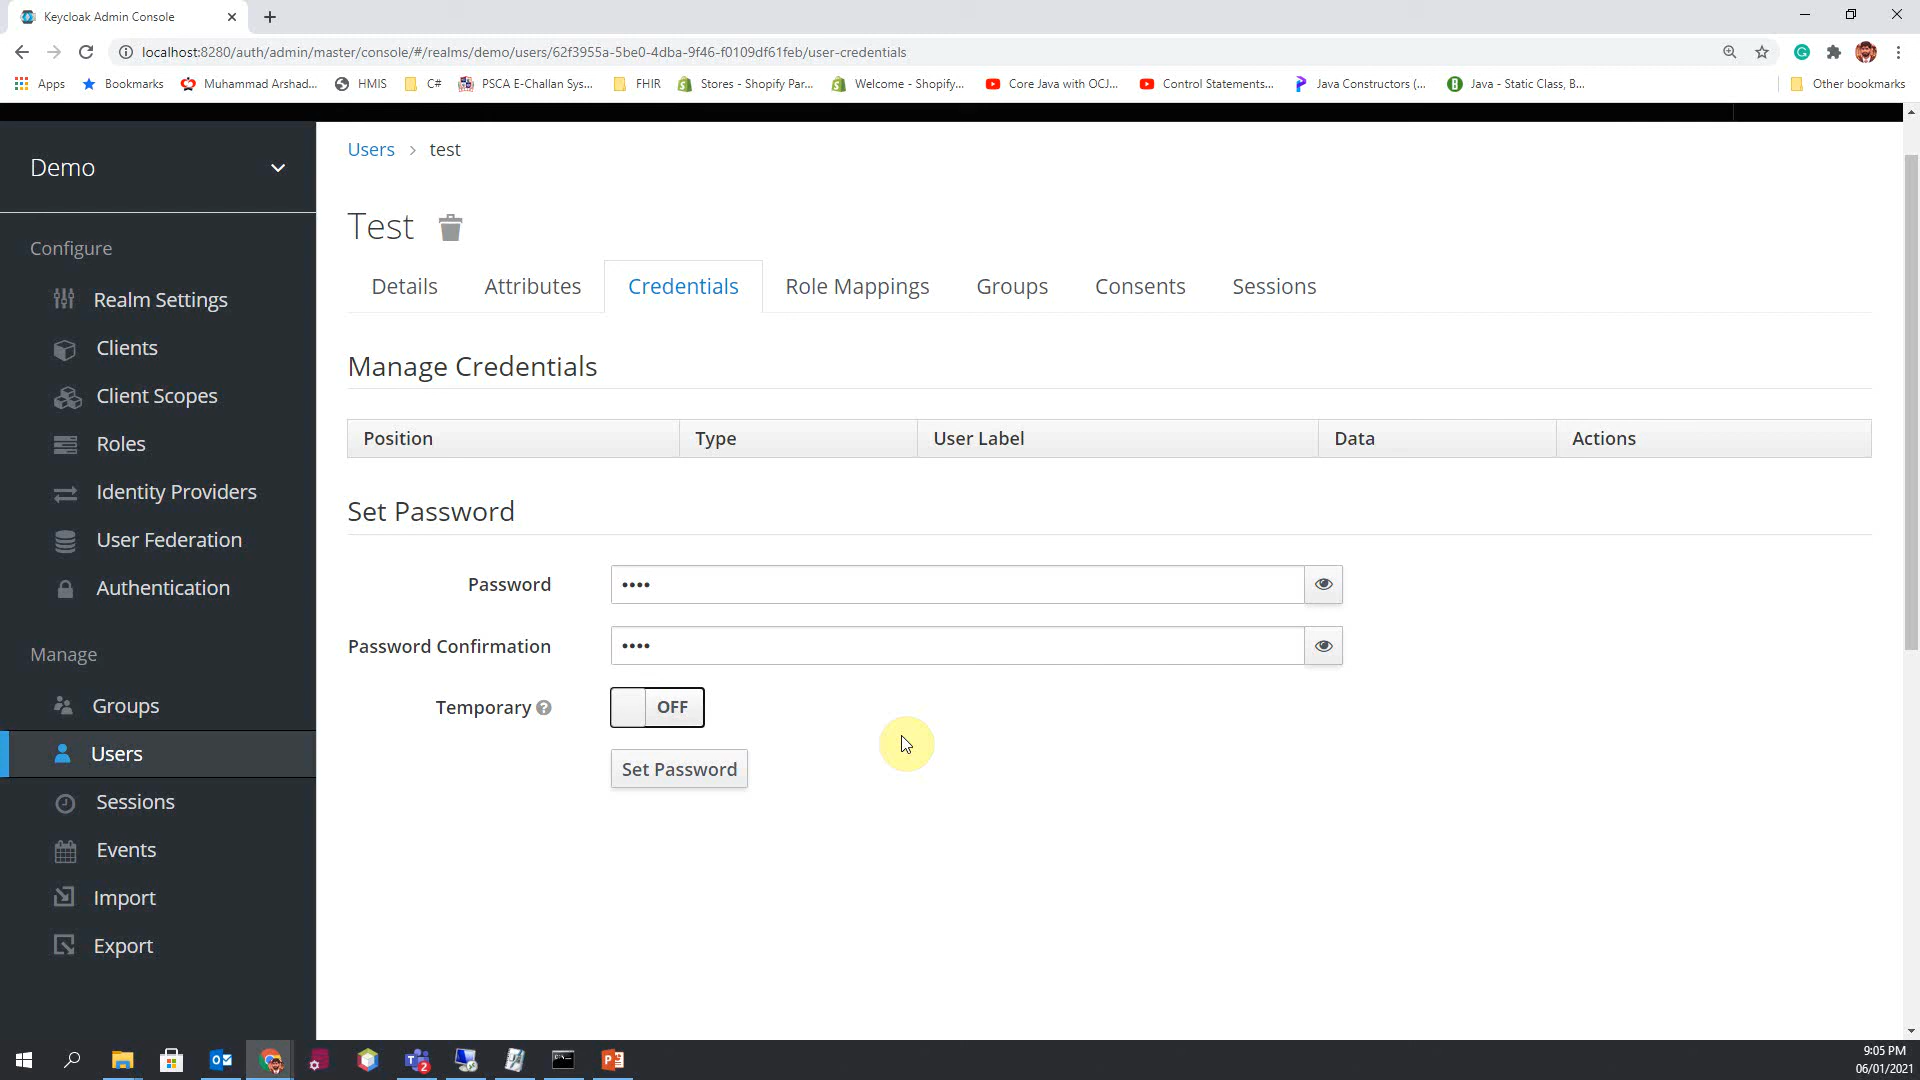 Keycloak Admin Console
localhost:8280/auth/admin/master/console/#/realms/demo/users/62f3955a-5be0-4dba-9f46-f0109df61feb/user-credentials
Apps Bookmarks Muhammad Arshad... HMIS C# PSCA E-Challan Sys... FHIR Stores - Shopify Par... Welcome - Shopify... Core Java with OCJ... Control Statements... Java Constructors (... Java - Static Class, B... Other bookmarks
Demo
Configure
Realm Settings
Clients
Client Scopes
Roles
Identity Providers
User Federation
Authentication
Manage
Groups
Users
Sessions
Events
Import
Export
Users > test
Test
Details Attributes Credentials Role Mappings Groups Consents Sessions
Manage Credentials
Position Type User Label Data Actions
Set Password
Password ••••
Password Confirmation ••••
Temporary OFF
Set Password
2
9:05 PM
06/01/2021